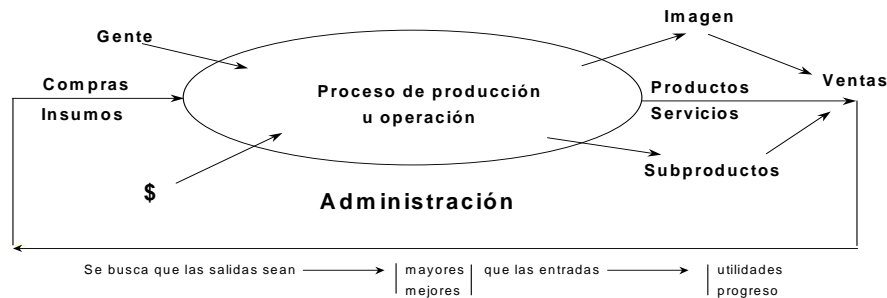 Imagen
Gente
Compras
Insumos
Proceso de producción
u operación
Productos
Servicios
Ventas
$
Subproductos
Administración
Se busca que las salidas sean mayores que las entradas utilidades
mejores progreso